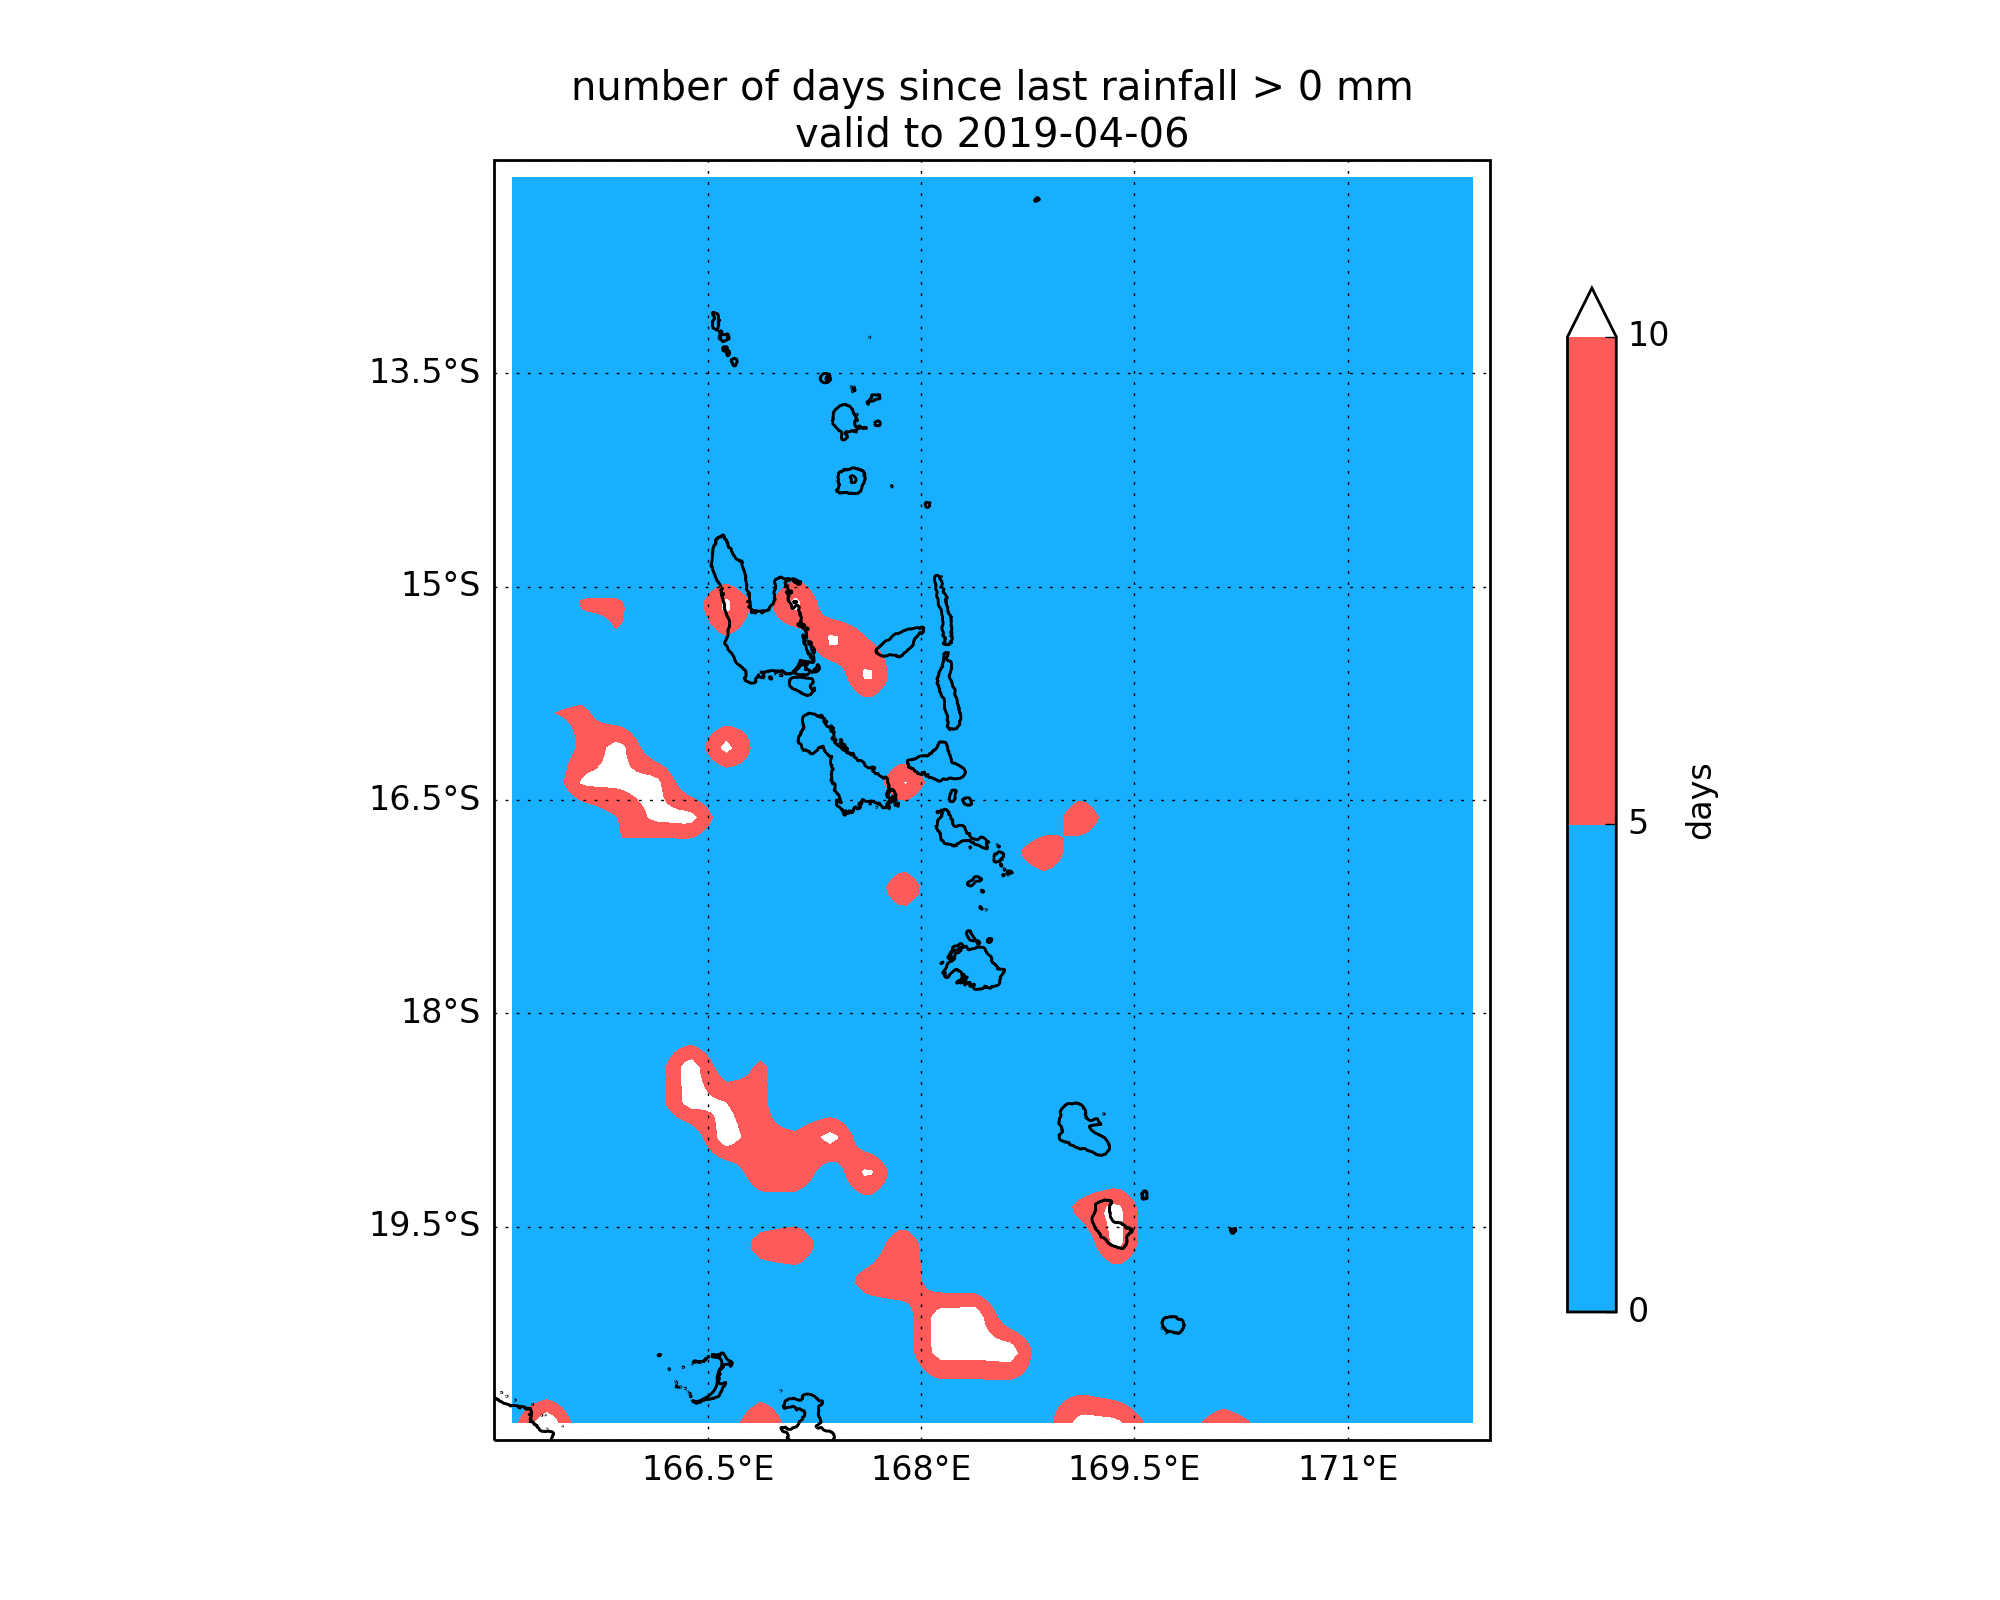 number of days since last rainfall > 0 mm
valid to 2019-04-06
13.5°S
15°S
16.5°S
18°S
19.5°S
166.5°E
168°E
169.5°E
171°E
10
5
0
days